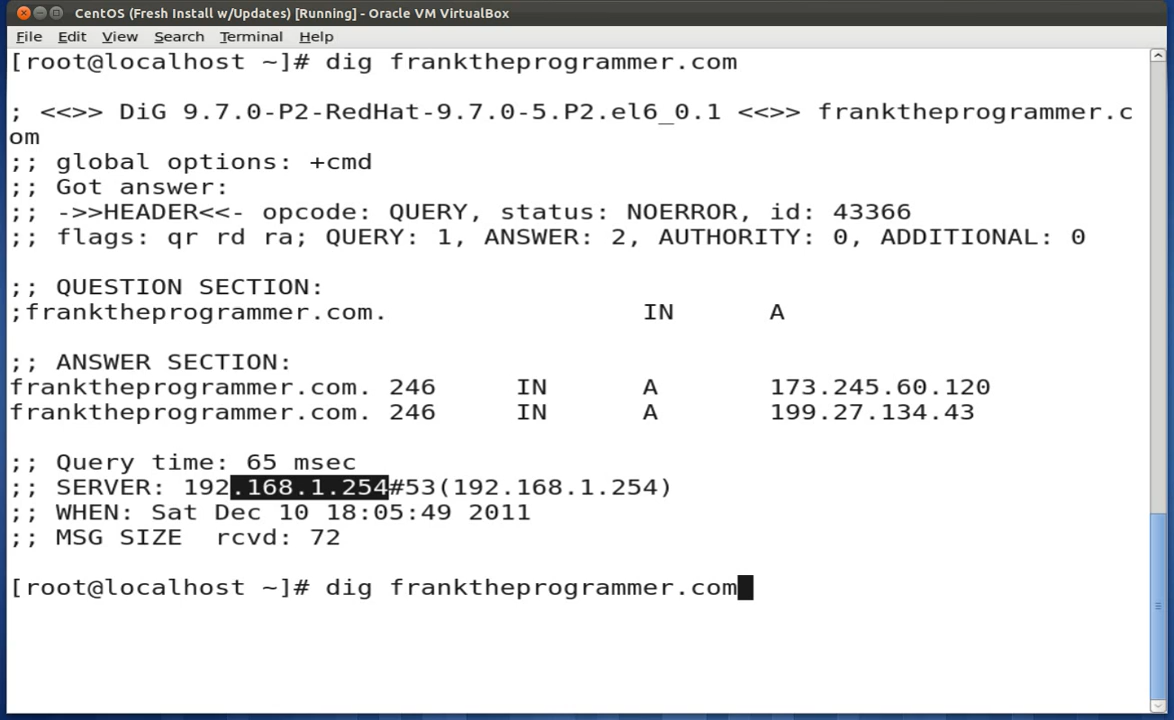 CentOS (Fresh Install w/Updates) [Running] - Oracle VM VirtualBox
File Edit View Search Terminal Help
[root@localhost ~]# dig franktheprogrammer.com
; <<>> DiG 9.7.0-P2-RedHat-9.7.0-5.P2.el6_0.1 <<>> franktheprogrammer.c
om
;; global options: +cmd
;; Got answer:
;; ->>HEADER<<- opcode: QUERY, status: NOERROR, id: 43366
;; flags: qr rd ra; QUERY: 1, ANSWER: 2, AUTHORITY: 0, ADDITIONAL: 0
;; QUESTION SECTION:
;franktheprogrammer.com. IN A
;; ANSWER SECTION:
franktheprogrammer.com. 246 IN A 173.245.60.120
franktheprogrammer.com. 246 IN A 199.27.134.43
;; Query time: 65 msec
;; SERVER: 192.168.1.254#53(192.168.1.254)
;; WHEN: Sat Dec 10 18:05:49 2011
;; MSG SIZE  rcvd: 72
[root@localhost ~]# dig franktheprogrammer.com